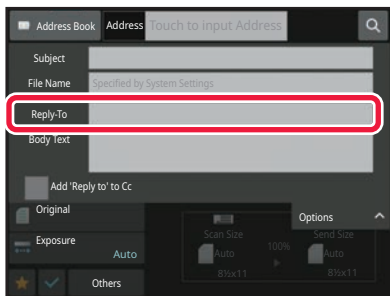 Address Book Address Touch to input Address
Subject
File Name Specified by System Settings
Reply-To
Body Text
Add 'Reply to' to Cc
Original
Options
Exposure
Auto
Scan Size 100% Send Size
Auto Auto
8½x11 8½x11
Others